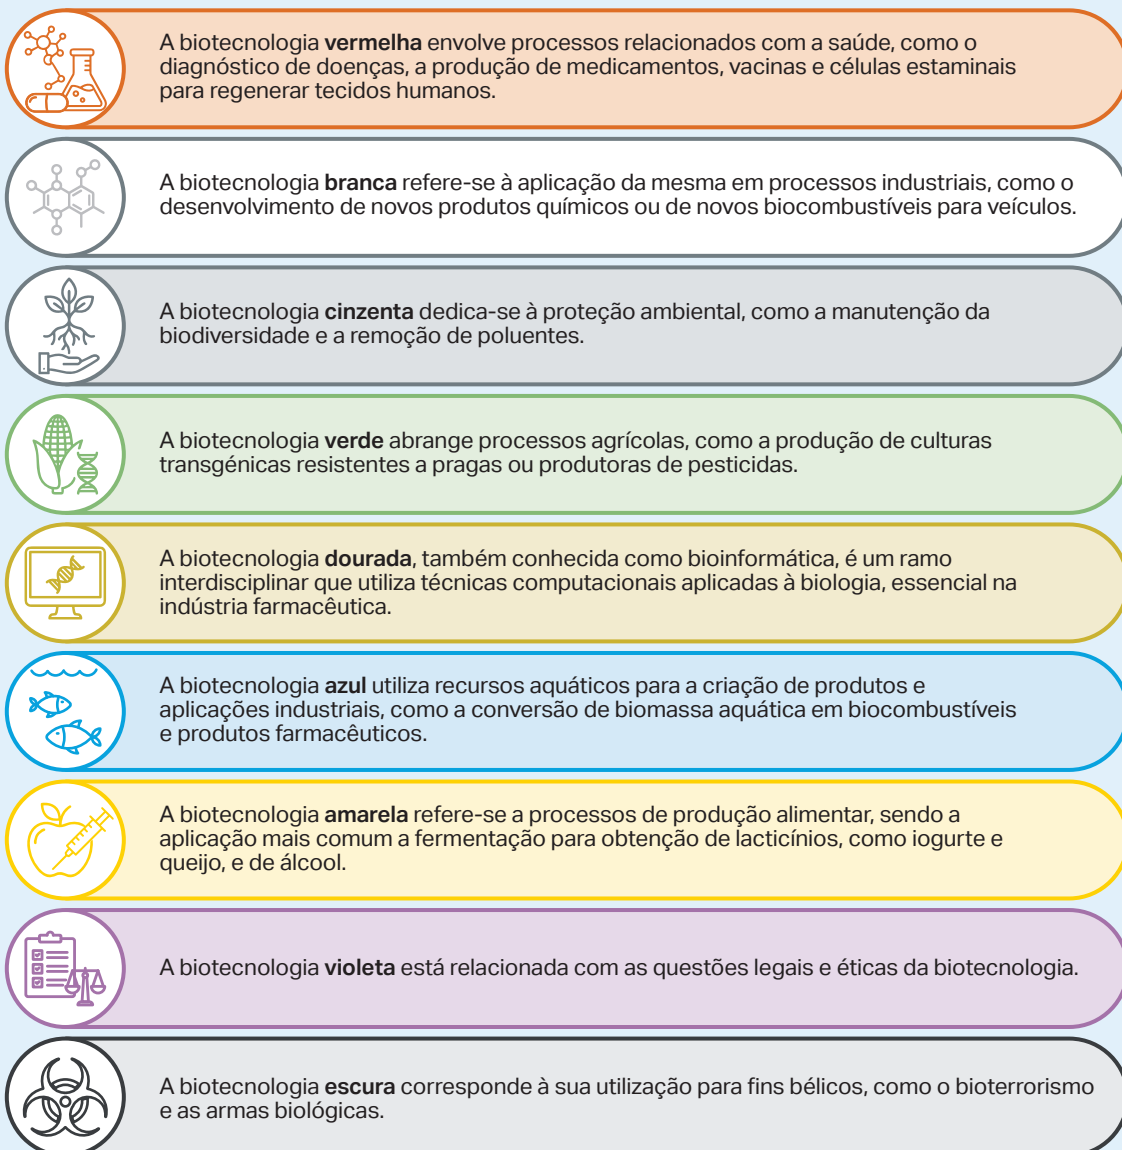 A biotecnologia vermelha envolve processos relacionados com a saúde, como o
diagnóstico de doenças, a produção de medicamentos, vacinas e células estaminais
para regenerar tecidos humanos.
A biotecnologia branca refere-se à aplicação da mesma em processos industriais, como o
desenvolvimento de novos produtos químicos ou de novos biocombustíveis para veículos.
A biotecnologia cinzenta dedica-se à proteção ambiental, como a manutenção da
biodiversidade e a remoção de poluentes.
A biotecnologia verde abrange processos agrícolas, como a produção de culturas
transgénicas resistentes a pragas ou produtoras de pesticidas.
A biotecnologia dourada, também conhecida como bioinformática, é um ramo
interdisciplinar que utiliza técnicas computacionais aplicadas à biologia, essencial na
indústria farmacêutica.
A biotecnologia azul utiliza recursos aquáticos para a criação de produtos e
aplicações industriais, como a conversão de biomassa aquática em biocombustíveis
e produtos farmacêuticos.
A biotecnologia amarela refere-se a processos de produção alimentar, sendo a
aplicação mais comum a fermentação para obtenção de lacticínios, como iogurte e
queijo, e de álcool.
A biotecnologia violeta está relacionada com as questões legais e éticas da biotecnologia.
A biotecnologia escura corresponde à sua utilização para fins bélicos, como o bioterrorismo
e as armas biológicas.